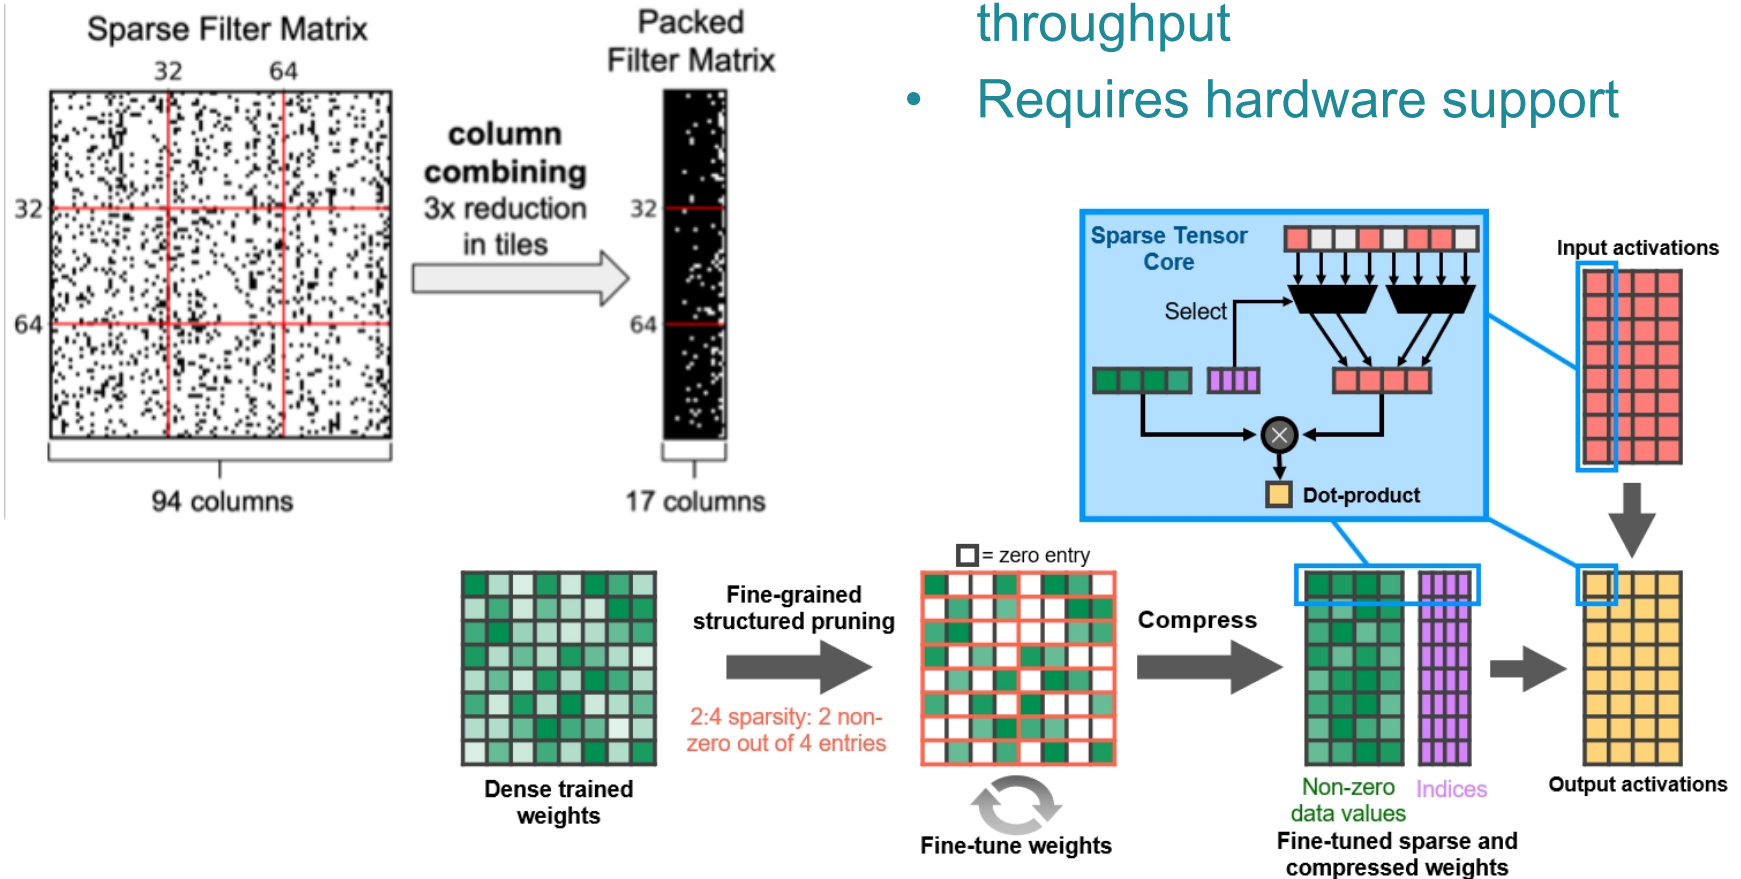 throughput
• Requires hardware support
Sparse Filter Matrix
32 64
32
64
94 columns
column
combining
3x reduction
in tiles
Packed
Filter Matrix
32
64
17 columns
Sparse Tensor
Core
Select
Dot-product
Input activations
= zero entry
Dense trained
weights
Fine-grained
structured pruning
2:4 sparsity: 2 non-
zero out of 4 entries
Fine-tune weights
Compress
Non-zero
data values
Indices
Fine-tuned sparse and
compressed weights
Output activations